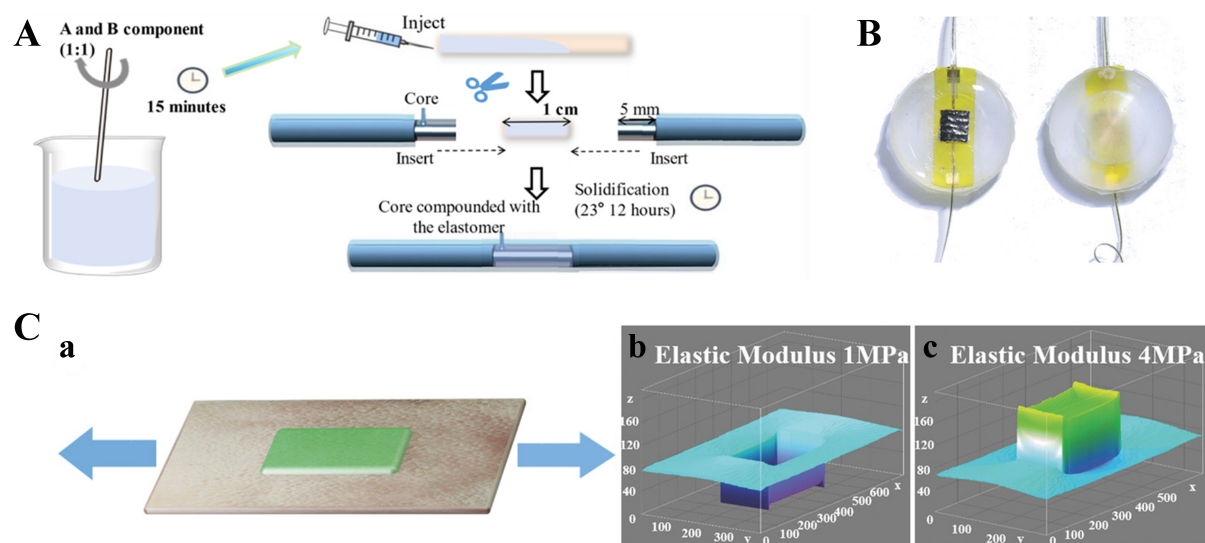 A
A and B component
(1:1)
15 minutes
Inject
Core
1 cm
5 mm
Insert
Insert
Solidification
(23° 12 hours)
Core compounded with
the elastomer
B
C
a
b
Elastic Modulus 1MPa
z
160
120
80
40
0
100
200
300
y
0
100
200
300
400
500
600
x
c
Elastic Modulus 4MPa
z
160
120
80
40
0
100
200
y
0
100
200
300
400
500
x